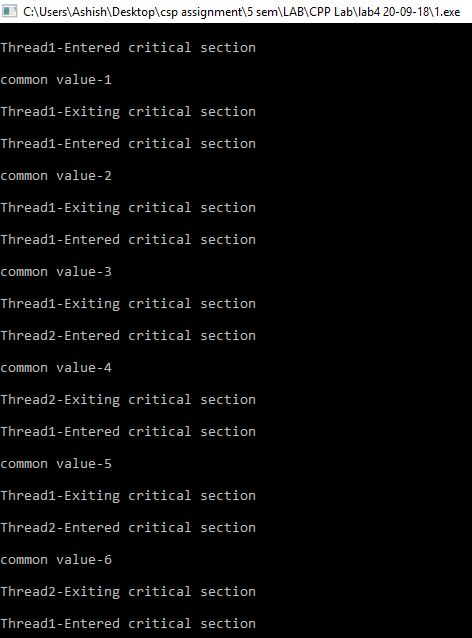 C:\Users\Ashish\Desktop\csp assignment\5 sem\LAB\CPP Lab\lab4 20-09-18\1.exe
Thread1-Entered critical section
common value-1
Thread1-Exiting critical section
Thread1-Entered critical section
common value-2
Thread1-Exiting critical section
Thread1-Entered critical section
common value-3
Thread1-Exiting critical section
Thread2-Entered critical section
common value-4
Thread2-Exiting critical section
Thread1-Entered critical section
common value-5
Thread1-Exiting critical section
Thread2-Entered critical section
common value-6
Thread2-Exiting critical section
Thread1-Entered critical section